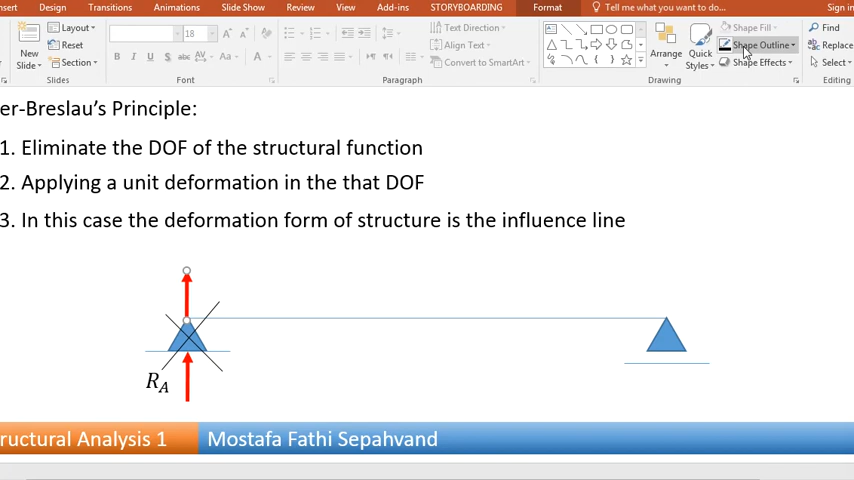 nsert Design Transitions Animations Slide Show Review View Add-ins STORYBOARDING Format Tell me what you want to do... Sign in
Layout 18 Text Direction Shape Fill Find
New Slide Reset Align Text Arrange Quick Styles Shape Outline Replace
Section B I U S abc AV Aa A Convert to SmartArt Shape Effects Select
Slides Font Paragraph Drawing Editing
er-Breslau's Principle:
1. Eliminate the DOF of the structural function
2. Applying a unit deformation in the that DOF
3. In this case the deformation form of structure is the influence line
R_A
ructural Analysis 1 Mostafa Fathi Sepahvand